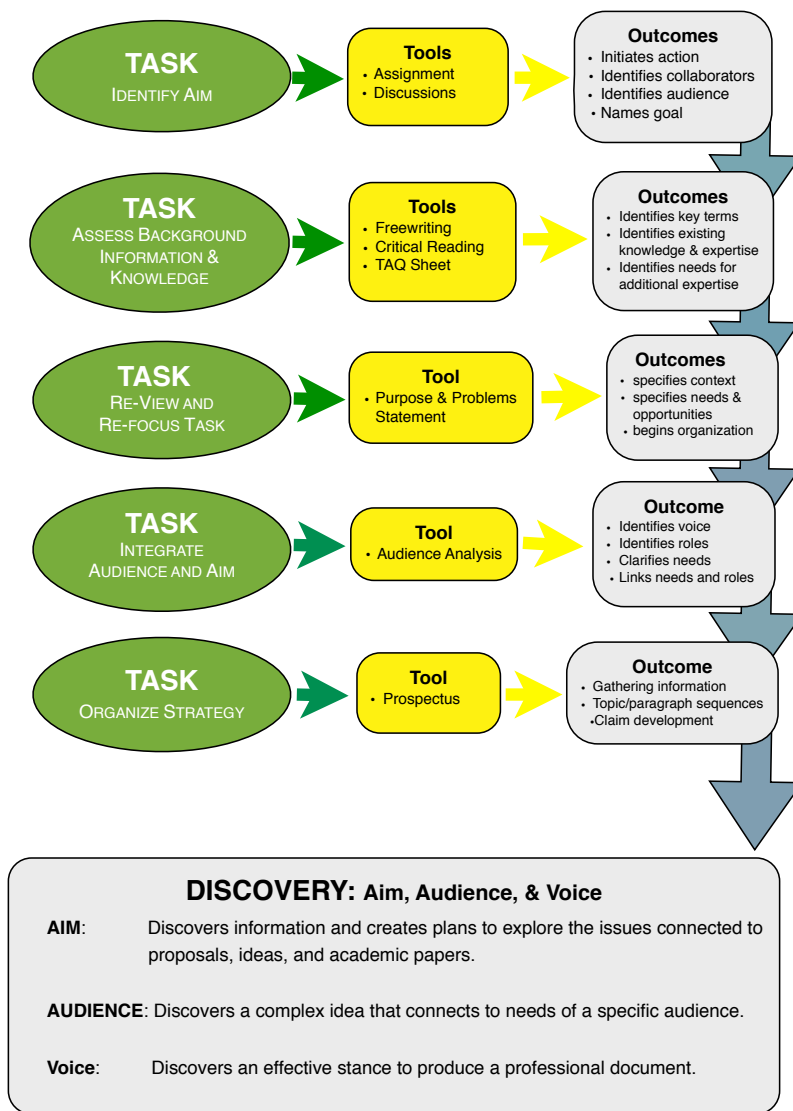 TASK
IDENTIFY AIM
Tools
• Assignment
• Discussions
Outcomes
• Initiates action
• Identifies collaborators
• Identifies audience
• Names goal
TASK
ASSESS BACKGROUND
INFORMATION &
KNOWLEDGE
Tools
• Freewriting
• Critical Reading
• TAQ Sheet
Outcomes
• Identifies key terms
• Identifies existing
knowledge & expertise
• Identifies needs for
additional expertise
TASK
RE-VIEW AND
RE-FOCUS TASK
Tool
• Purpose & Problems
Statement
Outcomes
• specifies context
• specifies needs &
opportunities
• begins organization
TASK
INTEGRATE
AUDIENCE AND AIM
Tool
• Audience Analysis
Outcome
• Identifies voice
• Identifies roles
• Clarifies needs
• Links needs and roles
TASK
ORGANIZE STRATEGY
Tool
• Prospectus
Outcome
• Gathering information
• Topic/paragraph sequences
•Claim development
DISCOVERY: Aim, Audience, & Voice
AIM: Discovers information and creates plans to explore the issues connected to
proposals, ideas, and academic papers.
AUDIENCE: Discovers a complex idea that connects to needs of a specific audience.
Voice: Discovers an effective stance to produce a professional document.